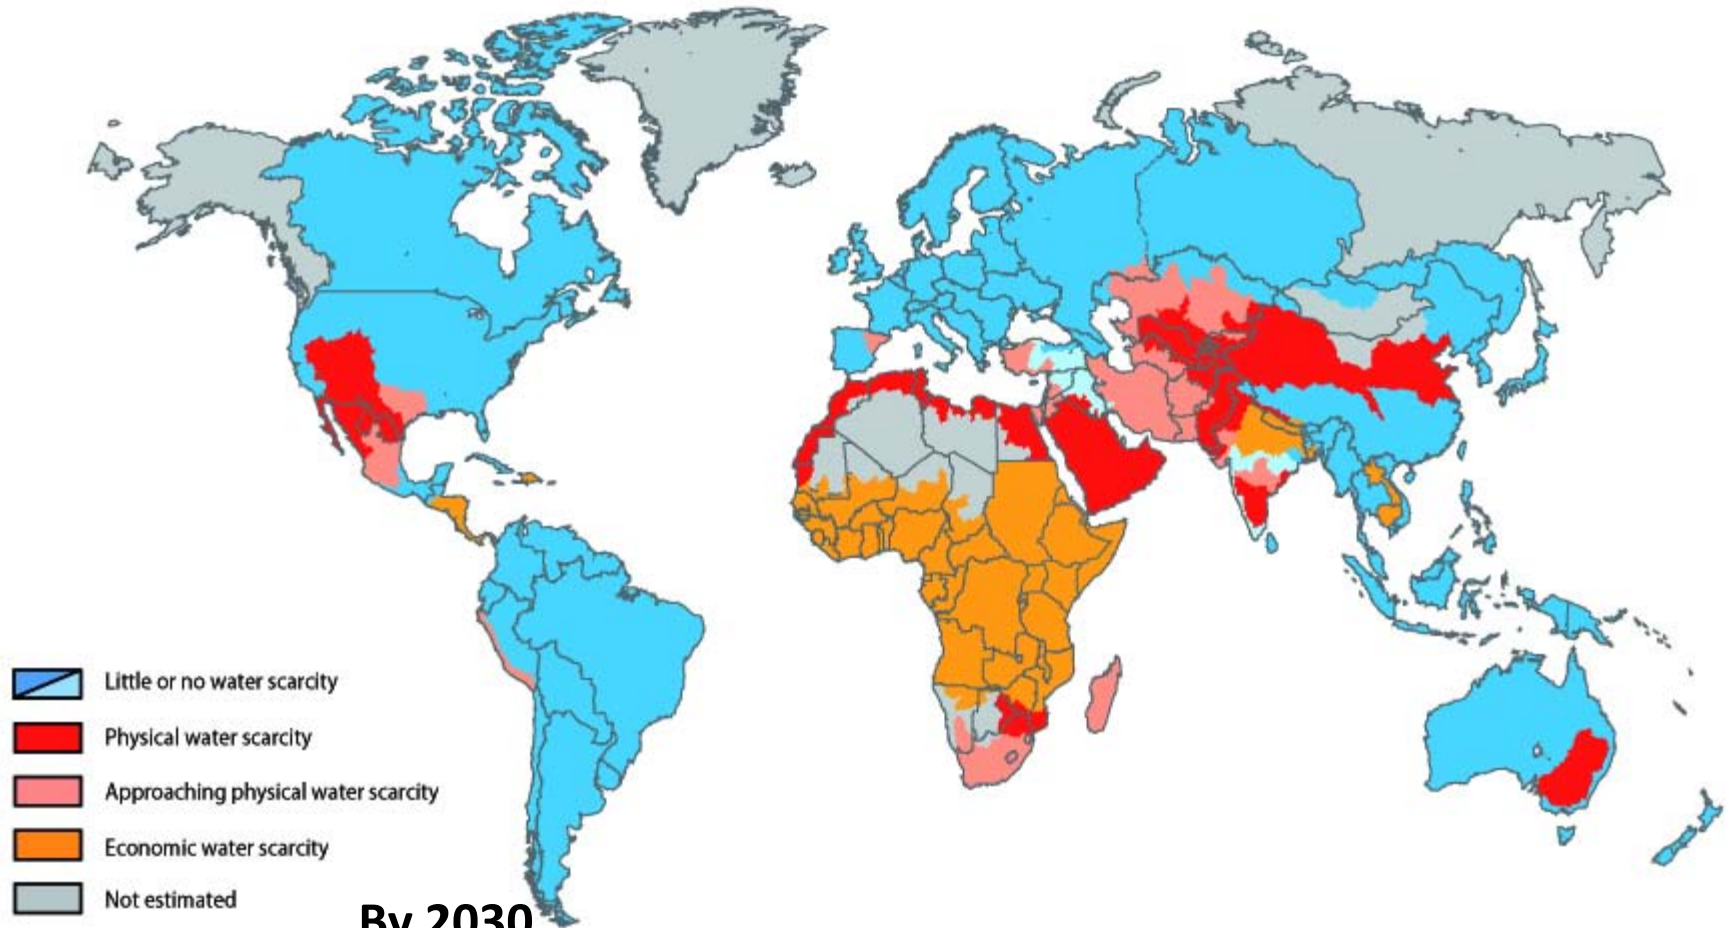 Little or no water scarcity
Physical water scarcity
Approaching physical water scarcity
Economic water scarcity
Not estimated
By 2030